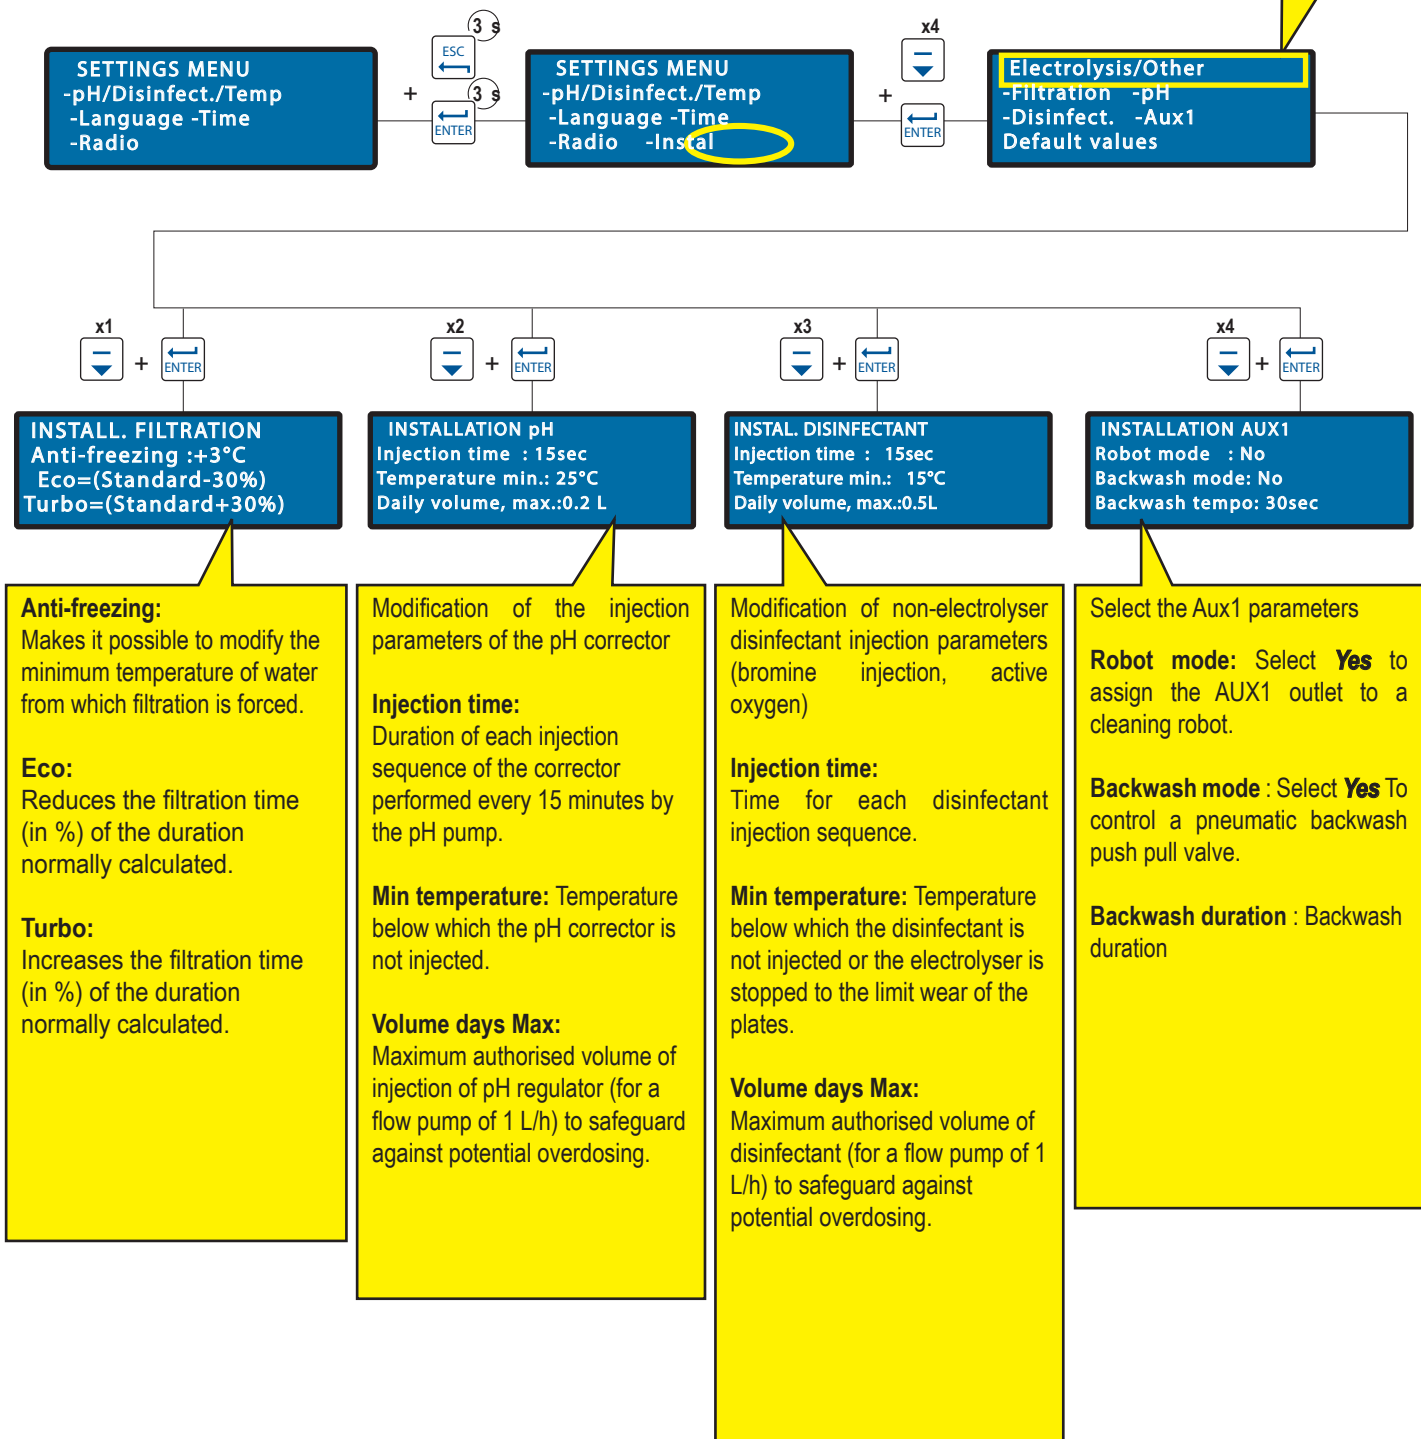 3 s
ESC
SETTINGS MENU
-pH/Disinfect./Temp
-Language -Time
-Radio
+
3 s
ENTER
SETTINGS MENU
-pH/Disinfect./Temp
-Language -Time
-Radio -Instal
x4
+
ENTER
Electrolysis/Other
-Filtration -pH
-Disinfect. -Aux1
Default values
x1
+
ENTER
x2
+
ENTER
x3
+
ENTER
x4
+
ENTER
INSTALL. FILTRATION
Anti-freezing :+3°C
Eco=(Standard-30%)
Turbo=(Standard+30%)
INSTALLATION pH
Injection time : 15sec
Temperature min.: 25°C
Daily volume, max.:0.2 L
INSTAL. DISINFECTANT
Injection time : 15sec
Temperature min.: 15°C
Daily volume, max.:0.5L
INSTALLATION AUX1
Robot mode : No
Backwash mode: No
Backwash tempo: 30sec
Anti-freezing:
Makes it possible to modify the
minimum temperature of water
from which filtration is forced.
Eco:
Reduces the filtration time
(in %) of the duration
normally calculated.
Turbo:
Increases the filtration time
(in %) of the duration
normally calculated.
Modification of the injection
parameters of the pH corrector
Injection time:
Duration of each injection
sequence of the corrector
performed every 15 minutes by
the pH pump.
Min temperature: Temperature
below which the pH corrector is
not injected.
Volume days Max:
Maximum authorised volume of
injection of pH regulator (for a
flow pump of 1 L/h) to safeguard
against potential overdosing.
Modification of non-electrolyser
disinfectant injection parameters
(bromine injection, active
oxygen)
Injection time:
Time for each disinfectant
injection sequence.
Min temperature: Temperature
below which the disinfectant is
not injected or the electrolyser is
stopped to the limit wear of the
plates.
Volume days Max:
Maximum authorised volume of
disinfectant (for a flow pump of 1
L/h) to safeguard against
potential overdosing.
Select the Aux1 parameters
Robot mode: Select Yes to
assign the AUX1 outlet to a
cleaning robot.
Backwash mode : Select Yes To
control a pneumatic backwash
push pull valve.
Backwash duration : Backwash
duration